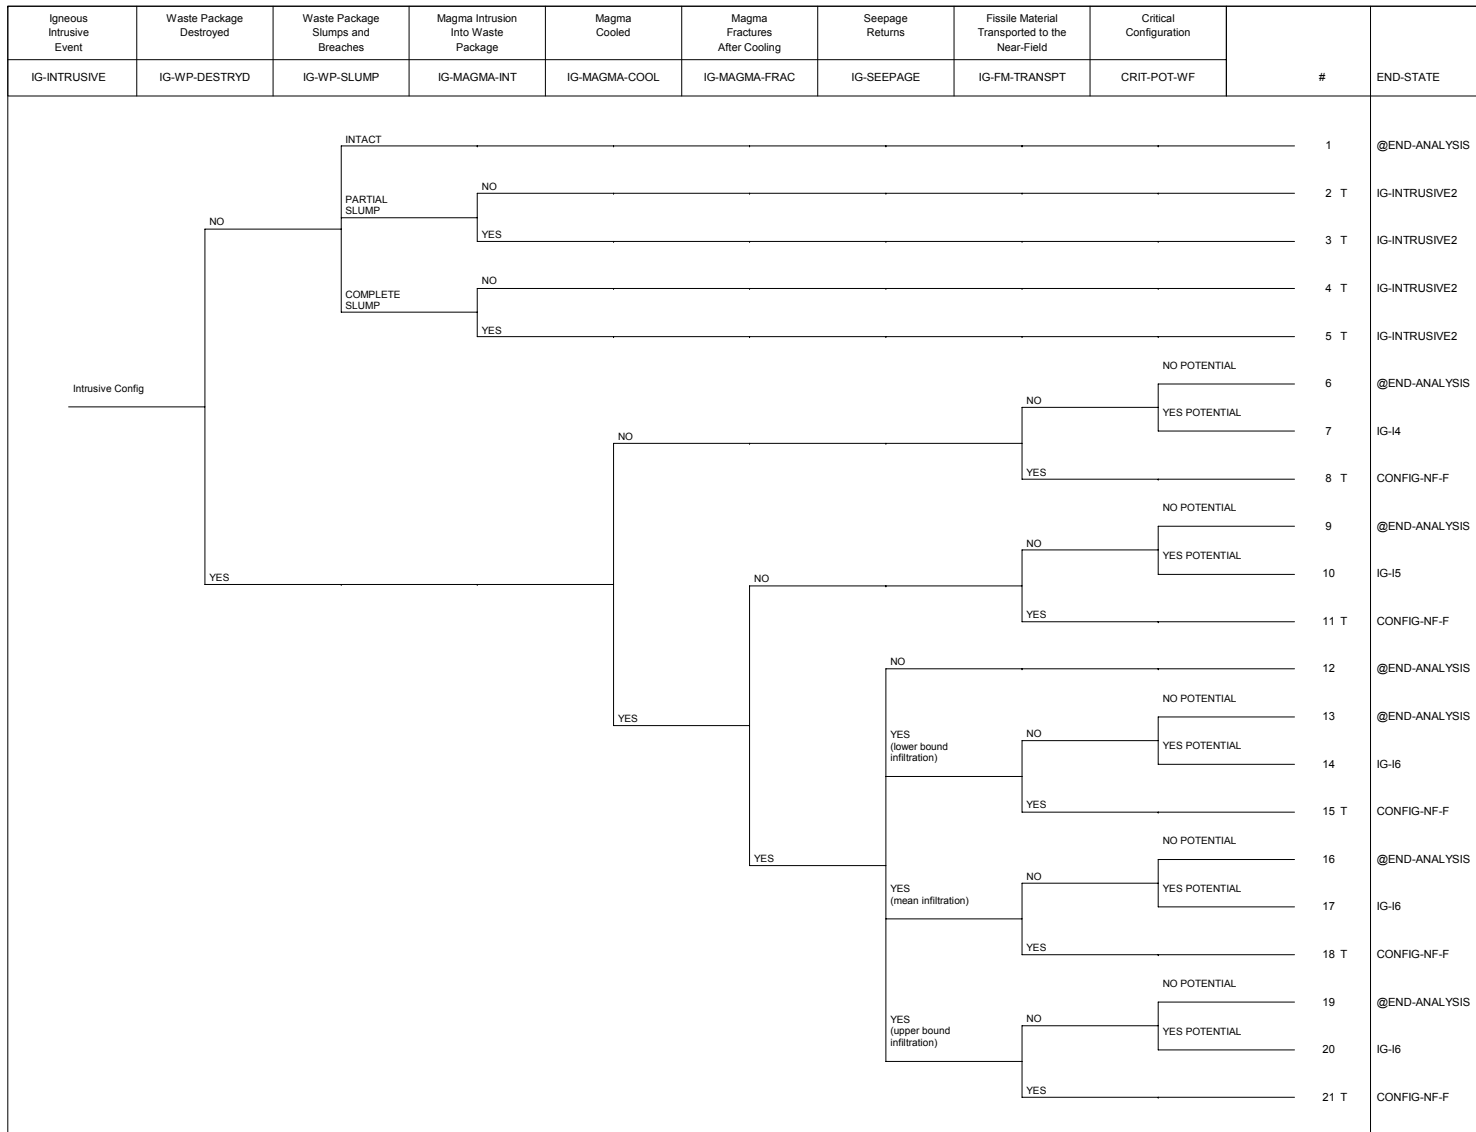 Igneous
Intrusive
Event
Waste Package
Destroyed
Waste Package
Slumps and
Breaches
Magma Intrusion
Into Waste
Package
Magma
Cooled
Magma
Fractures
After Cooling
Seepage
Returns
Fissile Material
Transported to the
Near-Field
Critical
Configuration
IG-INTRUSIVE
IG-WP-DESTRYD
IG-WP-SLUMP
IG-MAGMA-INT
IG-MAGMA-COOL
IG-MAGMA-FRAC
IG-SEEPAGE
IG-FM-TRANSPT
CRIT-POT-WF
#
END-STATE
INTACT
1
@END-ANALYSIS
NO
2 T
IG-INTRUSIVE2
PARTIAL
SLUMP
NO
YES
3 T
IG-INTRUSIVE2
NO
4 T
IG-INTRUSIVE2
COMPLETE
SLUMP
YES
5 T
IG-INTRUSIVE2
NO POTENTIAL
6
@END-ANALYSIS
Intrusive Config
NO
YES POTENTIAL
7
IG-I4
NO
YES
8 T
CONFIG-NF-F
NO POTENTIAL
9
@END-ANALYSIS
NO
YES POTENTIAL
10
IG-I5
YES
NO
YES
11 T
CONFIG-NF-F
NO
12
@END-ANALYSIS
NO POTENTIAL
13
@END-ANALYSIS
YES
YES
(lower bound
infiltration)
NO
YES POTENTIAL
14
IG-I6
YES
15 T
CONFIG-NF-F
NO POTENTIAL
16
@END-ANALYSIS
YES
YES
(mean infiltration)
NO
YES POTENTIAL
17
IG-I6
YES
18 T
CONFIG-NF-F
NO POTENTIAL
19
@END-ANALYSIS
YES
(upper bound
infiltration)
NO
YES POTENTIAL
20
IG-I6
YES
21 T
CONFIG-NF-F